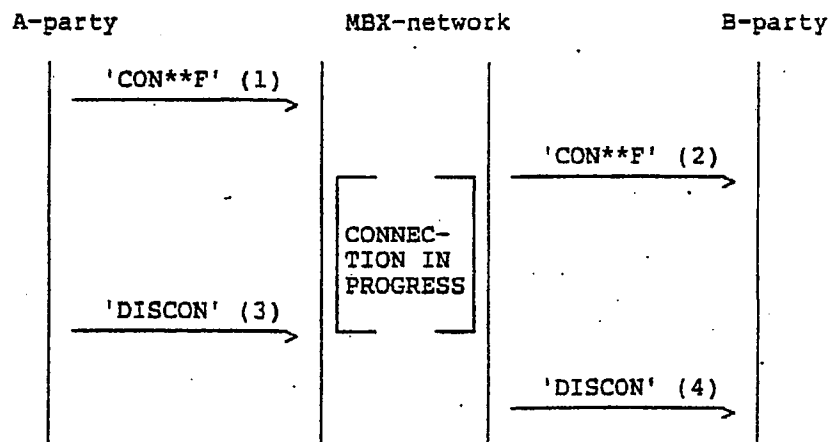 A-party MBX-network B-party
'CON**F' (1)
'CON**F' (2)
CONNEC-
TION IN
PROGRESS
'DISCON' (3)
'DISCON' (4)